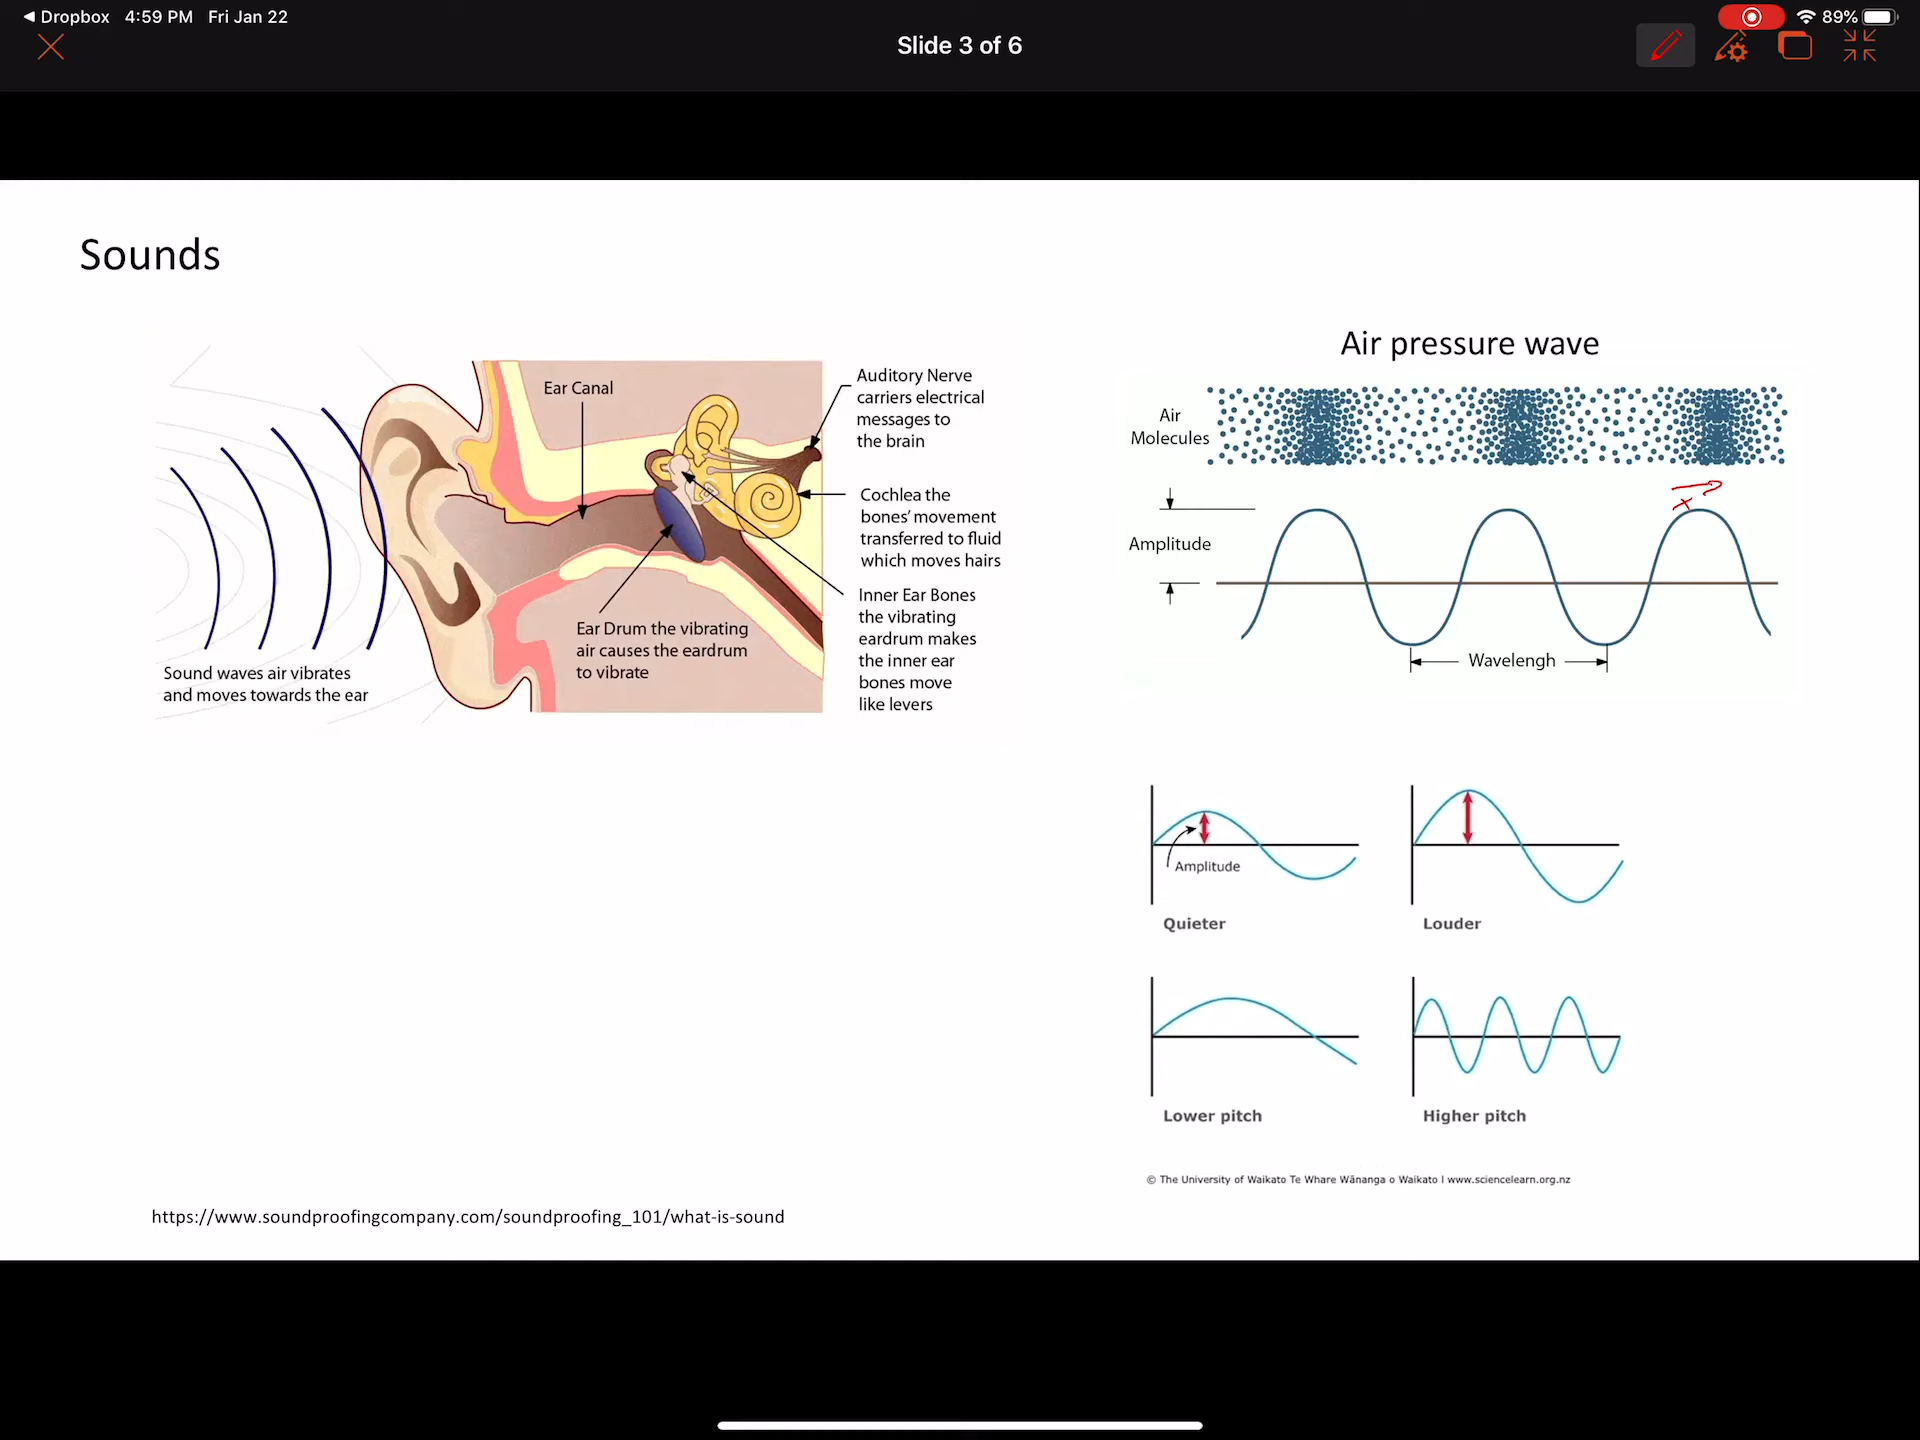 Dropbox 4:59 PM Fri Jan 22
89%
Slide 3 of 6
Sounds
Ear Canal
Auditory Nerve
carries electrical
messages to
the brain
Cochlea the
bones' movement
transferred to fluid
which moves hairs
Inner Ear Bones
the vibrating
eardrum makes
the inner ear
bones move
like levers
Ear Drum the vibrating
air causes the eardrum
to vibrate
Sound waves air vibrates
and moves towards the ear
Air pressure wave
Air
Molecules
Amplitude
Wavelengh
Amplitude
Quieter
Louder
Lower pitch
Higher pitch
© The University of Waikato Te Whare Wānanga o Waikato I www.sciencelearn.org.nz
https://www.soundproofingcompany.com/soundproofing_101/what-is-sound